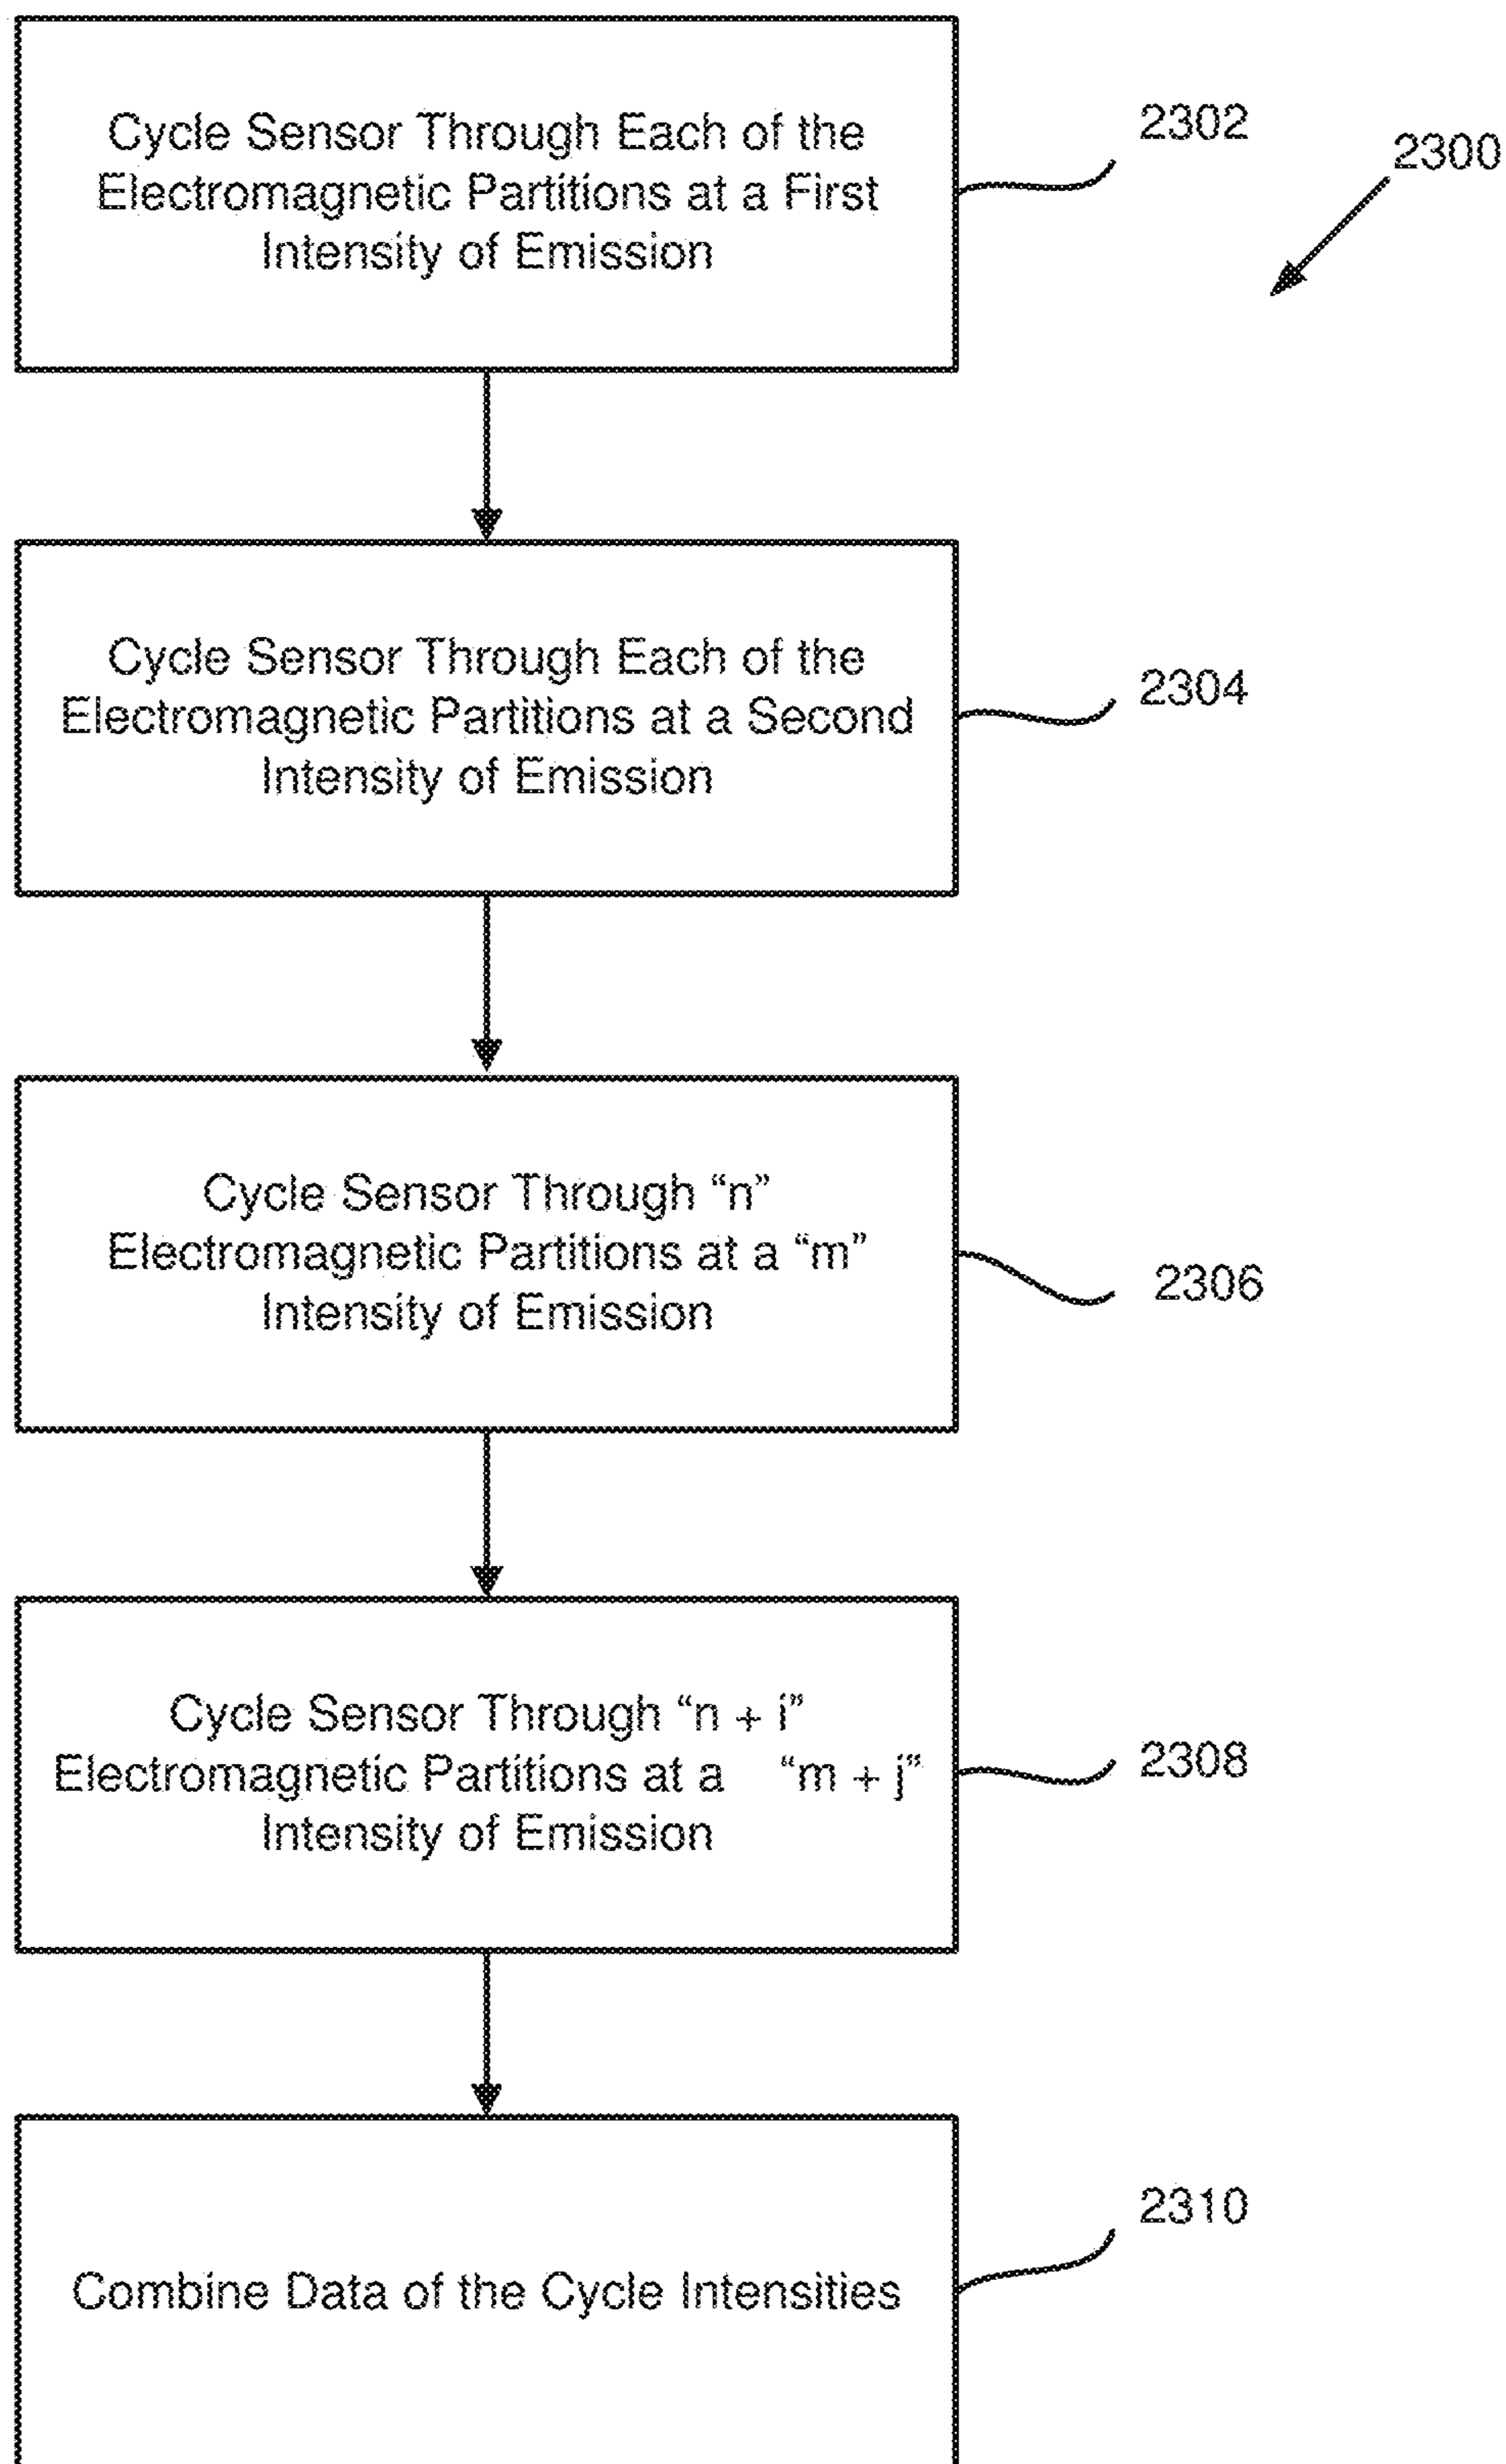 Cycle Sensor Through Each of the
Electromagnetic Partitions at a First
Intensity of Emission
2302
2300
Cycle Sensor Through Each of the
Electromagnetic Partitions at a Second
Intensity of Emission
2304
Cycle Sensor Through “n”
Electromagnetic Partitions at a “m”
Intensity of Emission
2306
Cycle Sensor Through “n + i”
Electromagnetic Partitions at a “m + j”
Intensity of Emission
2308
Combine Data of the Cycle Intensities
2310